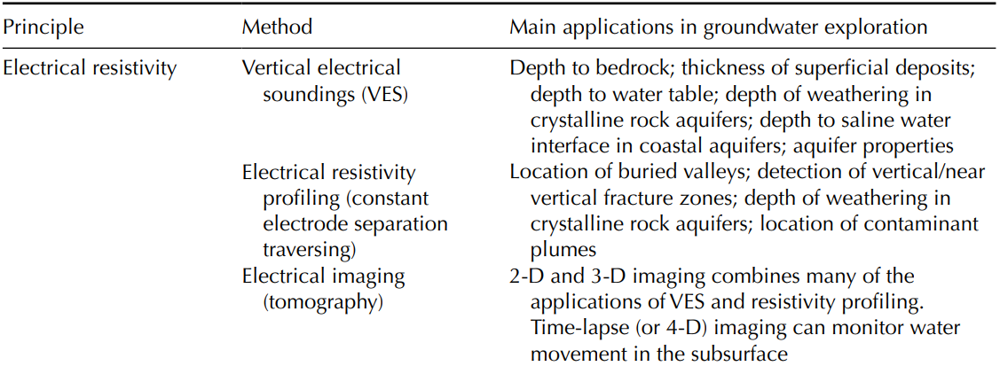 Principle Method Main applications in groundwater exploration
Electrical resistivity Vertical electrical Depth to bedrock; thickness of superficial deposits;
soundings (VES) depth to water table; depth of weathering in
crystalline rock aquifers; depth to saline water
interface in coastal aquifers; aquifer properties
Electrical resistivity Location of buried valleys; detection of vertical/near
profiling (constant vertical fracture zones; depth of weathering in
electrode separation crystalline rock aquifers; location of contaminant
traversing) plumes
Electrical imaging 2-D and 3-D imaging combines many of the
(tomography) applications of VES and resistivity profiling.
Time-lapse (or 4-D) imaging can monitor water
movement in the subsurface